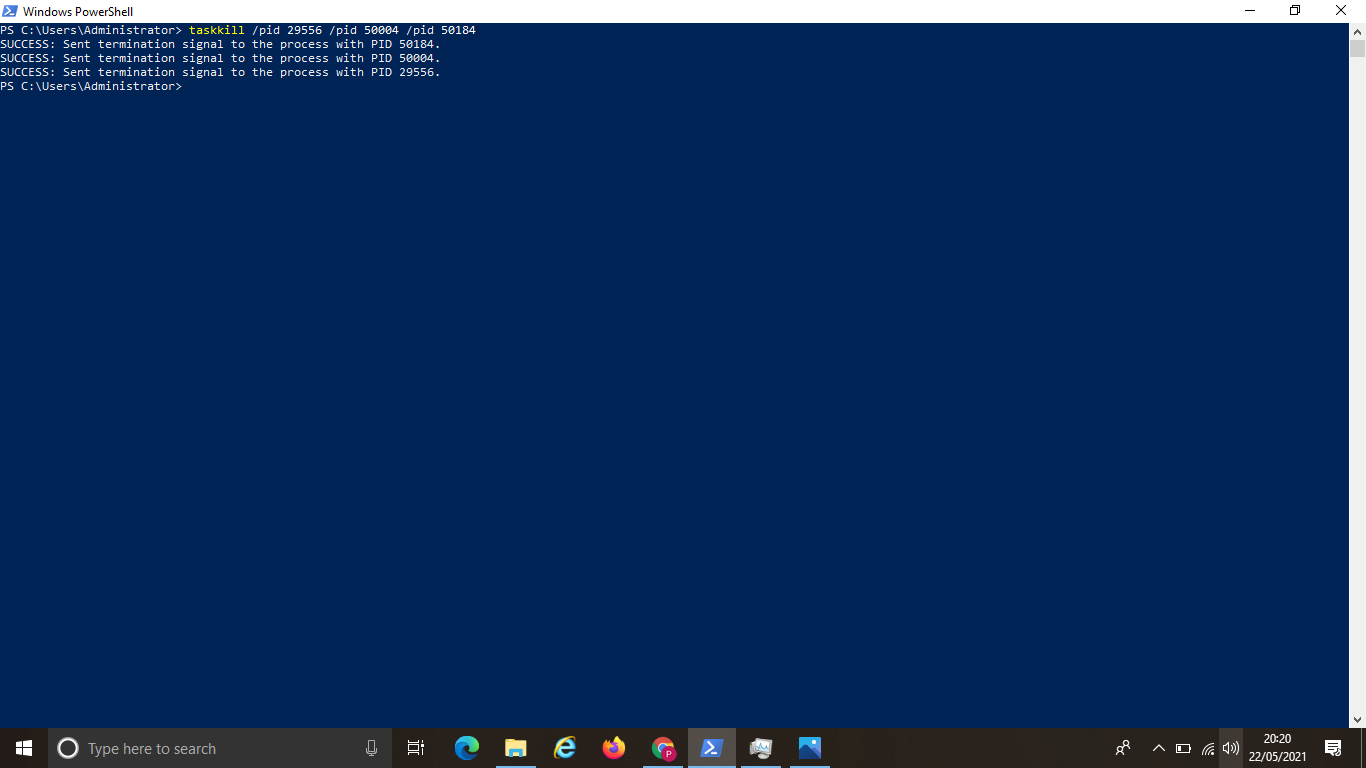 Windows PowerShell
PS C:\Users\Administrator> taskkill /pid 29556 /pid 50004 /pid 50184
SUCCESS: Sent termination signal to the process with PID 50184.
SUCCESS: Sent termination signal to the process with PID 50004.
SUCCESS: Sent termination signal to the process with PID 29556.
PS C:\Users\Administrator>
Type here to search
P
20:20
22/05/2021